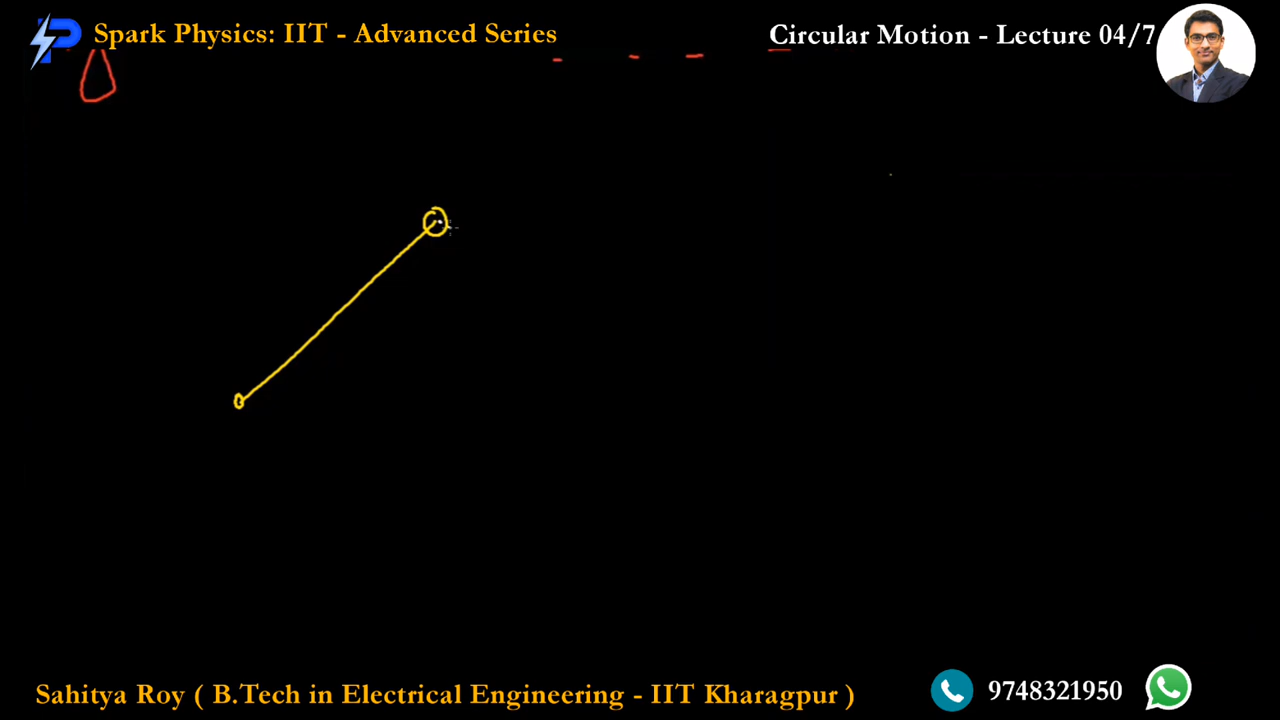 Spark Physics: IIT - Advanced Series
Circular Motion - Lecture 04/7
Sahitya Roy ( B.Tech in Electrical Engineering - IIT Kharagpur )
9748321950